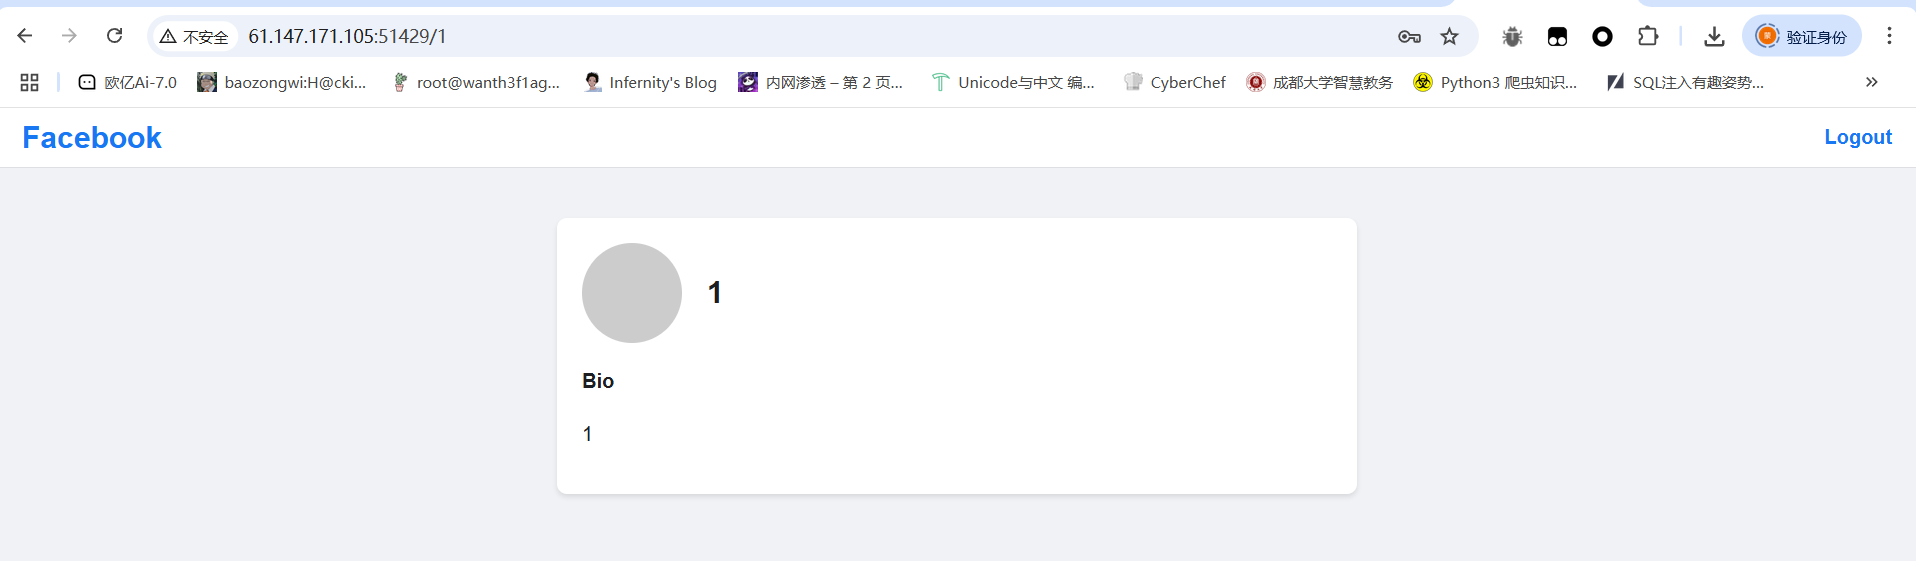 不安全 61.147.171.105:51429/1 验证身份
欧亿Ai-7.0 baozongwi:H@cki... root@wanth3f1ag... Infernity's Blog 内网渗透 – 第 2 页... Unicode与中文 编... CyberChef 成都大学智慧教务 Python3 爬虫知识... SQL注入有趣姿势... »
Facebook Logout
1
Bio
1